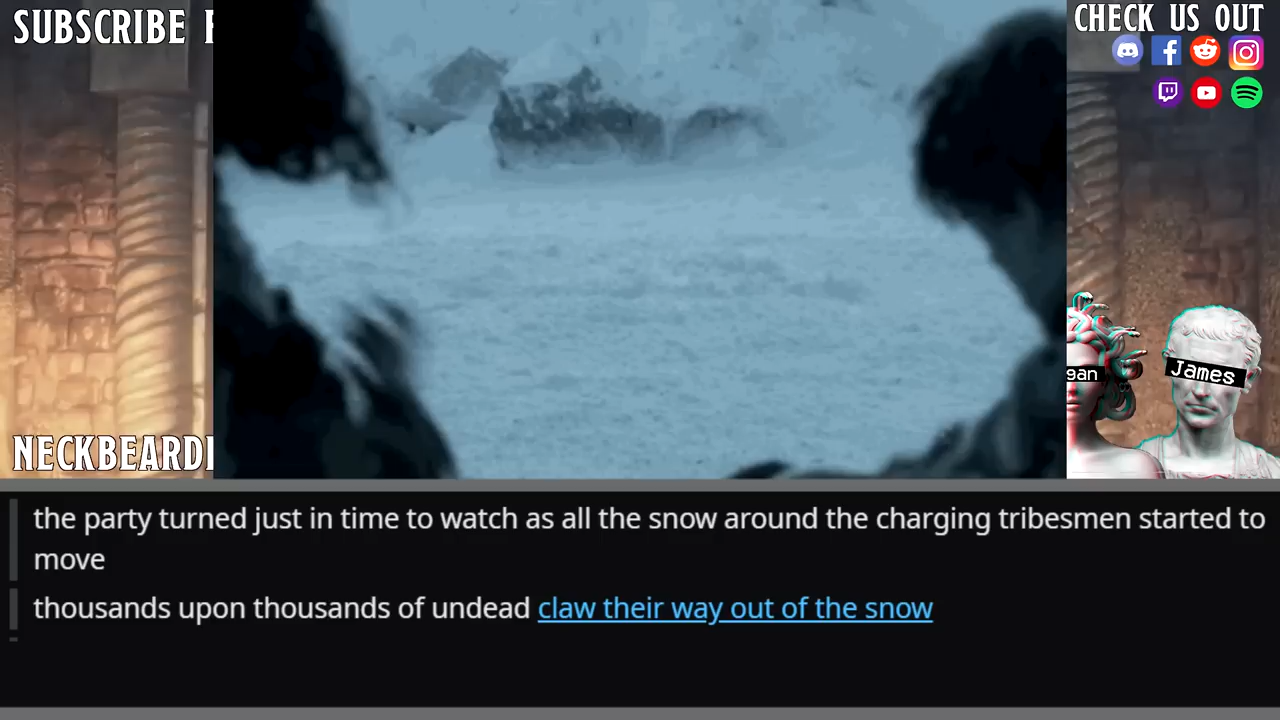 SUBSCRIBE
CHECK US OUT
gan
James
NECKBEARD
the party turned just in time to watch as all the snow around the charging tribesmen started to
move
thousands upon thousands of undead claw their way out of the snow